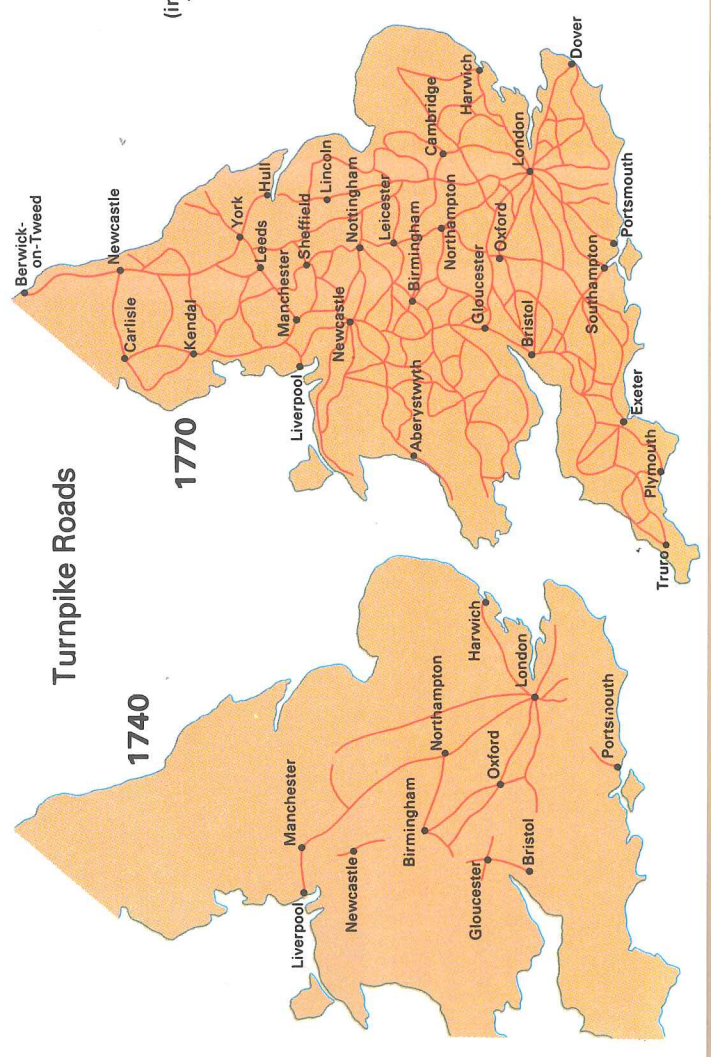 Turnpike Roads
1740
Liverpool
Manchester
Newcastle
Birmingham
Northampton
Gloucester
Oxford
Bristol
London
Harwich
Portsmouth
1770
Berwick-
on-Tweed
Newcastle
Carlisle
Kendal
York
Hull
Leeds
Manchester
Sheffield
Lincoln
Liverpool
Newcastle
Nottingham
Leicester
Aberystwyth
Birmingham
Northampton
Cambridge
Harwich
Gloucester
Oxford
Bristol
London
Dover
Southampton
Portsmouth
Exeter
Plymouth
Truro